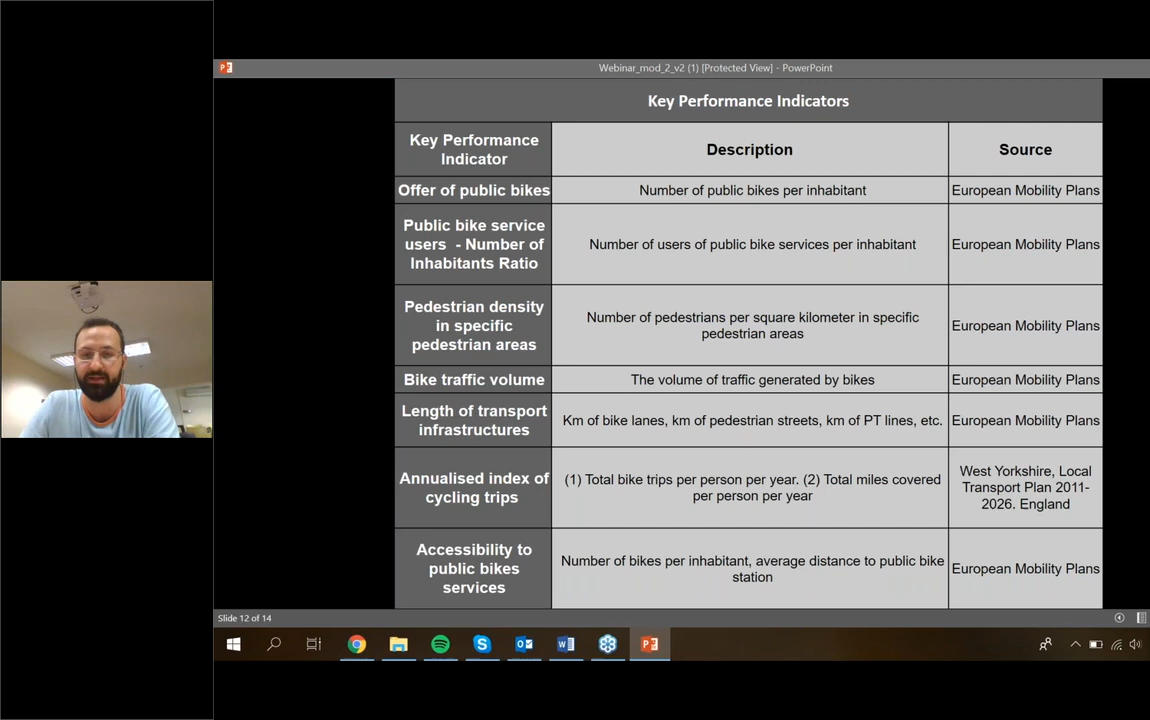 Webinar_mod_2_v2 (1) [Protected View] - PowerPoint
Key Performance Indicators
Key Performance
Indicator
Description
Source
Offer of public bikes
Number of public bikes per inhabitant
European Mobility Plans
Public bike service
users - Number of
Inhabitants Ratio
Number of users of public bike services per inhabitant
European Mobility Plans
Pedestrian density
in specific
pedestrian areas
Number of pedestrians per square kilometer in specific
pedestrian areas
European Mobility Plans
Bike traffic volume
The volume of traffic generated by bikes
European Mobility Plans
Length of transport
infrastructures
Km of bike lanes, km of pedestrian streets, km of PT lines, etc.
European Mobility Plans
Annualised index of
cycling trips
(1) Total bike trips per person per year. (2) Total miles covered
per person per year
West Yorkshire, Local
Transport Plan 2011-
2026. England
Accessibility to
public bikes
services
Number of bikes per inhabitant, average distance to public bike
station
European Mobility Plans
Slide 12 of 14